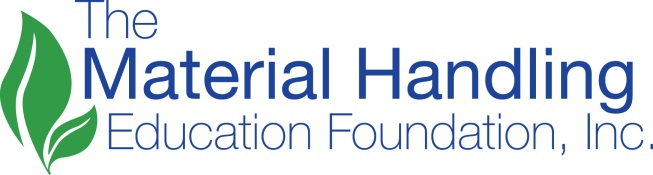 The
Material Handling
Education Foundation, Inc.